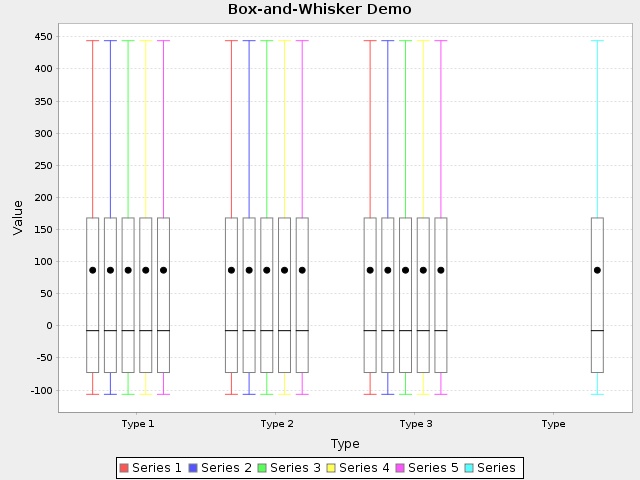 Box-and-Whisker Demo
450
400
350
300
250
200
150
100
50
0
-50
-100
Value
Type 1 Type 2 Type 3 Type
Type
Series 1 Series 2 Series 3 Series 4 Series 5 Series